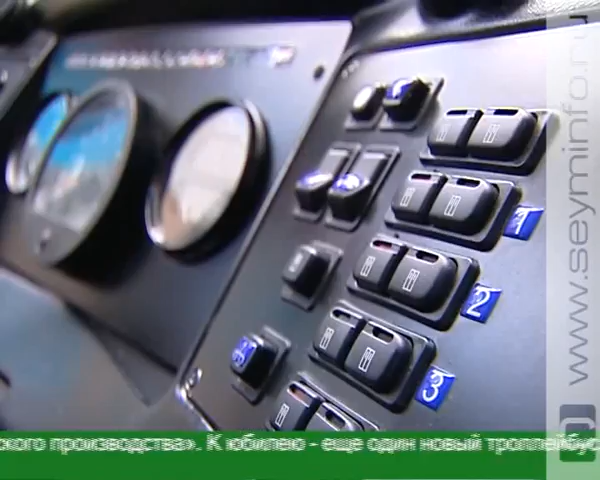 www.seyminfo.ru
1
2
3
ского производства». К юбилею - еще один новый троллейбус